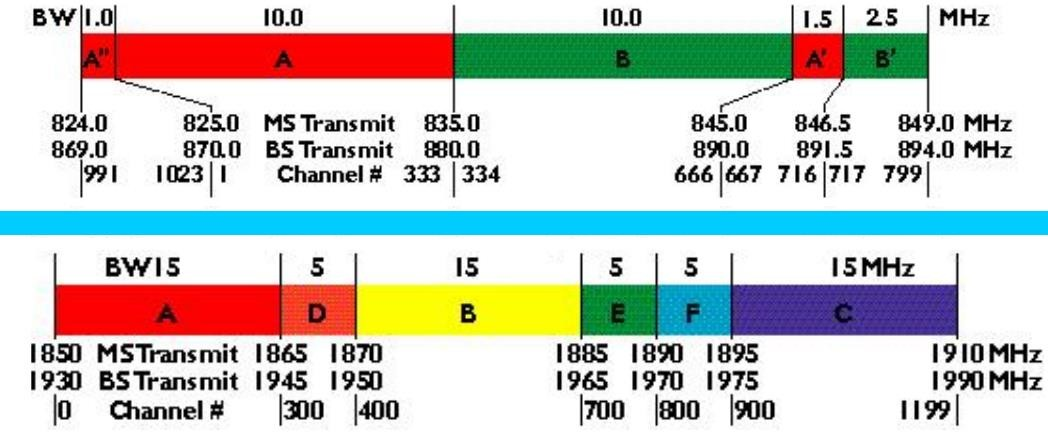 BW 1.0 10.0 10.0 1.5 2.5 MHz
A" A B A' B'
824.0 825.0 MS Transmit 835.0 845.0 846.5 849.0 MHz
869.0 870.0 BS Transmit 880.0 890.0 891.5 894.0 MHz
991 1023 1 Channel # 333 334 666 667 716 717 799
BW15 5 15 5 5 15 MHz
A D B E F C
1850 MSTransmit 1865 1870 1885 1890 1895 1910 MHz
1930 BS Transmit 1945 1950 1965 1970 1975 1990 MHz
0 Channel # 300 400 700 800 900 1199